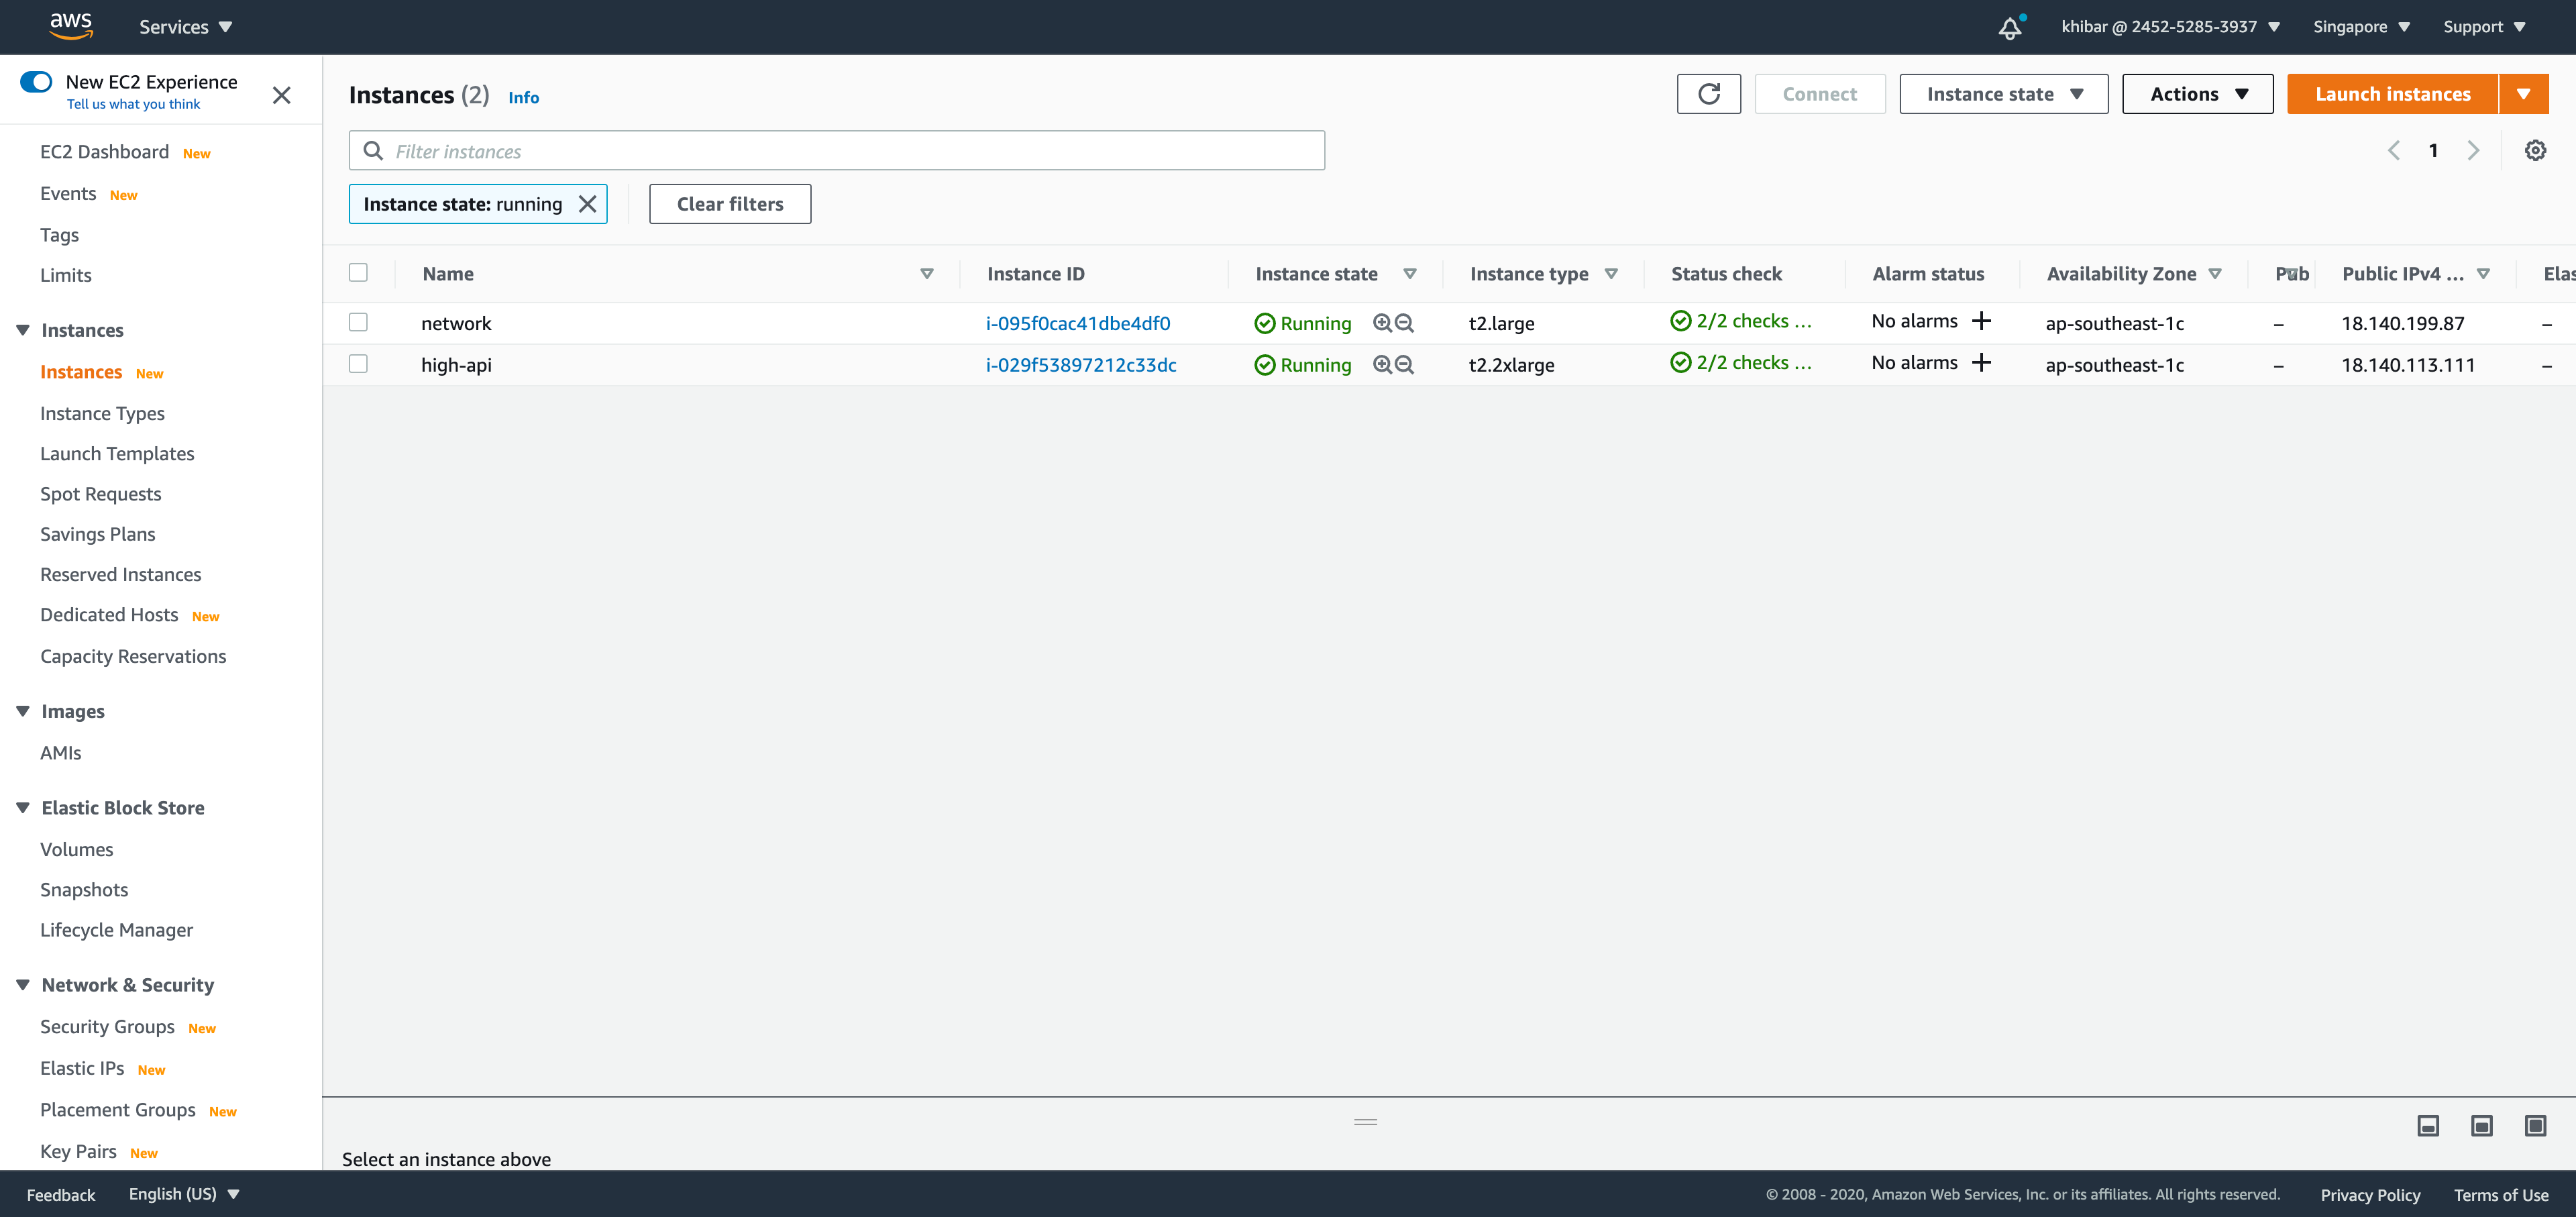 aws Services khibar @ 2452-5285-3937 Singapore Support
New EC2 Experience
Tell us what you think
EC2 Dashboard New
Events New
Tags
Limits
Instances
Instances New
Instance Types
Launch Templates
Spot Requests
Savings Plans
Reserved Instances
Dedicated Hosts New
Capacity Reservations
Images
AMIs
Elastic Block Store
Volumes
Snapshots
Lifecycle Manager
Network & Security
Security Groups New
Elastic IPs New
Placement Groups New
Key Pairs New
Instances (2) Info Connect Instance state Actions Launch instances
Filter instances 1
Instance state: running Clear filters
Name Instance ID Instance state Instance type Status check Alarm status Availability Zone Pub Public IPv4 ... Elas
network i-095f0cac41dbe4df0 Running t2.large 2/2 checks ... No alarms + ap-southeast-1c – 18.140.199.87 –
high-api i-029f53897212c33dc Running t2.2xlarge 2/2 checks ... No alarms + ap-southeast-1c – 18.140.113.111 –
Select an instance above
Feedback English (US) © 2008 - 2020, Amazon Web Services, Inc. or its affiliates. All rights reserved. Privacy Policy Terms of Use